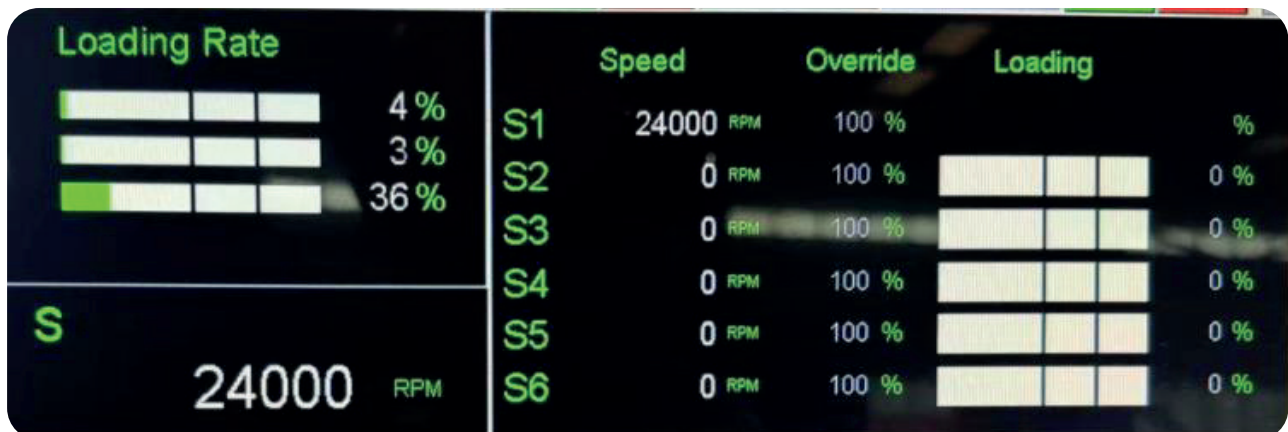 Loading Rate
4 %
3 %
36 %
S
24000 RPM
Speed Override Loading
S1 24000 RPM 100 % %
S2 0 RPM 100 % 0 %
S3 0 RPM 100 % 0 %
S4 0 RPM 100 % 0 %
S5 0 RPM 100 % 0 %
S6 0 RPM 100 % 0 %